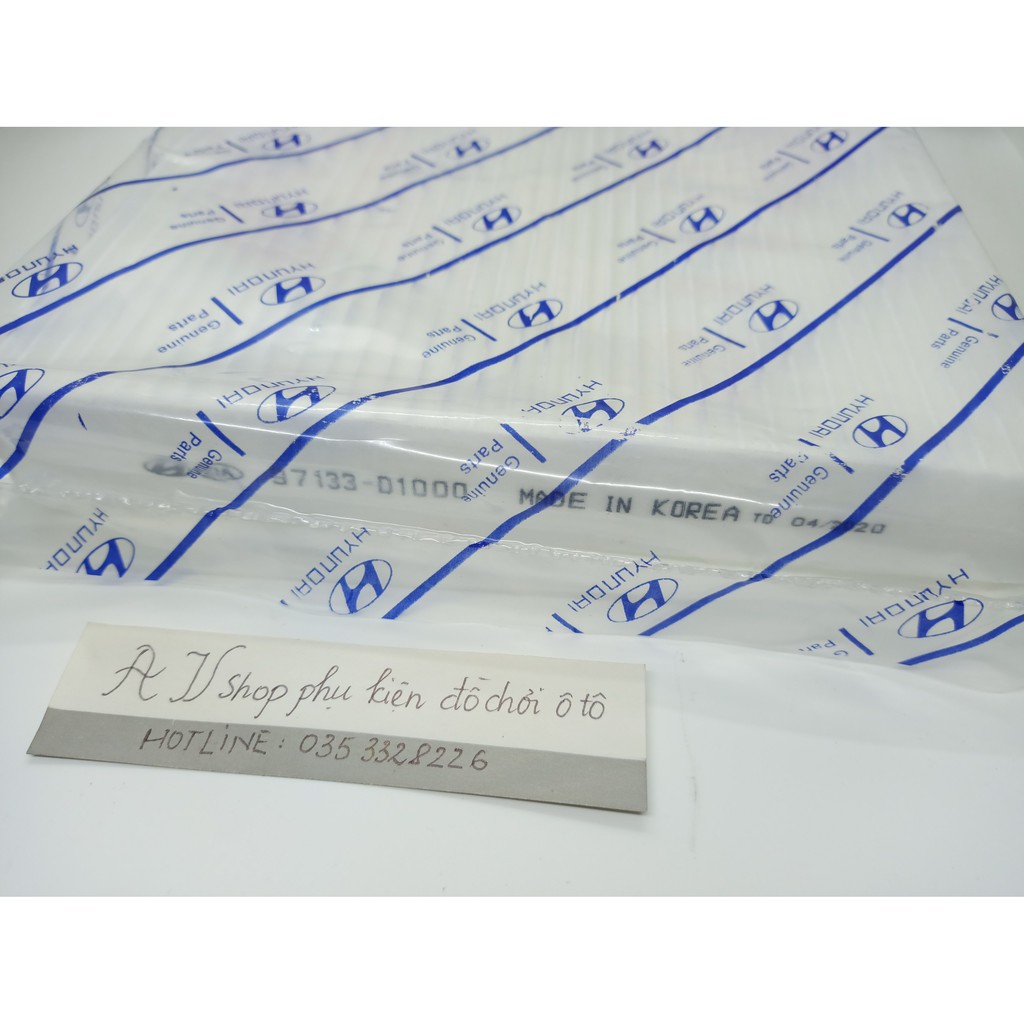 HYUNDAI
Genuine Parts
97133-D1000 MADE IN KOREA TO 04/2020
A V shop phụ kiện đồ chơi ô tô
HOTLINE: 035 3328226